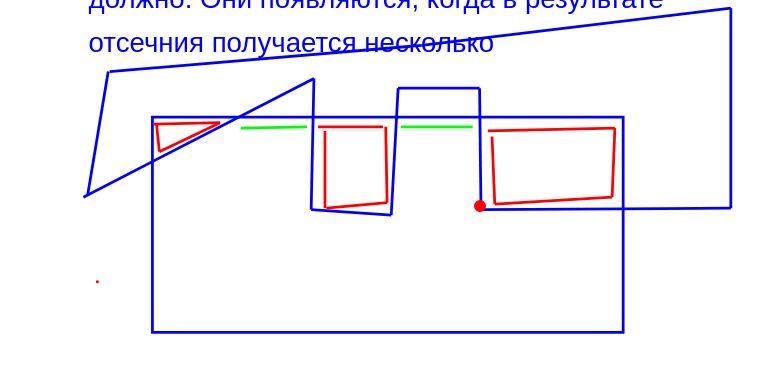 должно. Они появляются, когда в результате
отсечния получается несколько